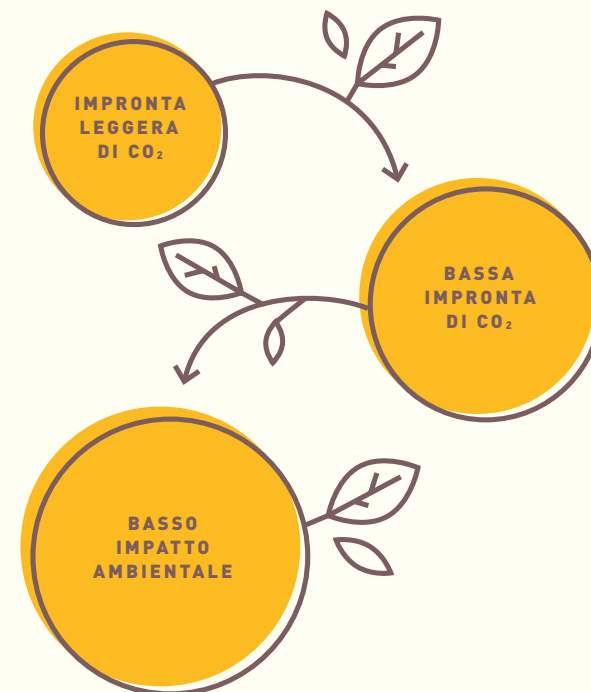 IMPRONTA
LEGGERA
DI CO₂
BASSA
IMPRONTA
DI CO₂
BASSO
IMPATTO
AMBIENTALE